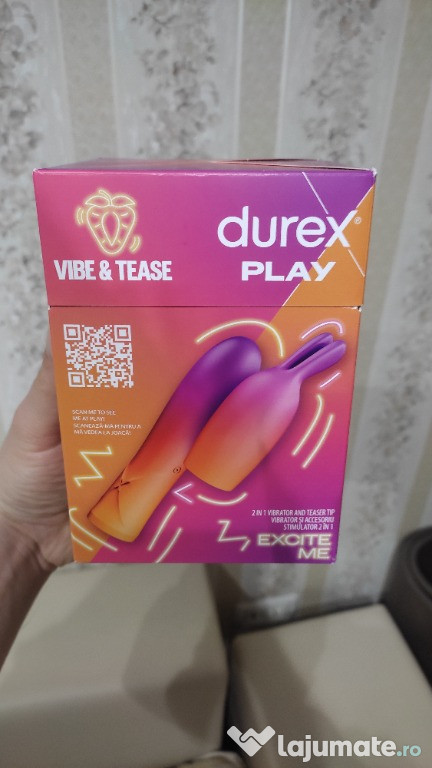 durex®
VIBE & TEASE
PLAY
SCAN ME TO SEE
ME AT PLAY!
SCANEAZĂ-MĂ PENTRU A
MĂ VEDEA LA JOACĂ!
2 IN 1 VIBRATOR AND TEASER TIP
VIBRATOR ȘI ACCESORIU
STIMULATOR 2 ÎN 1
EXCITE
ME
lajumate.ro